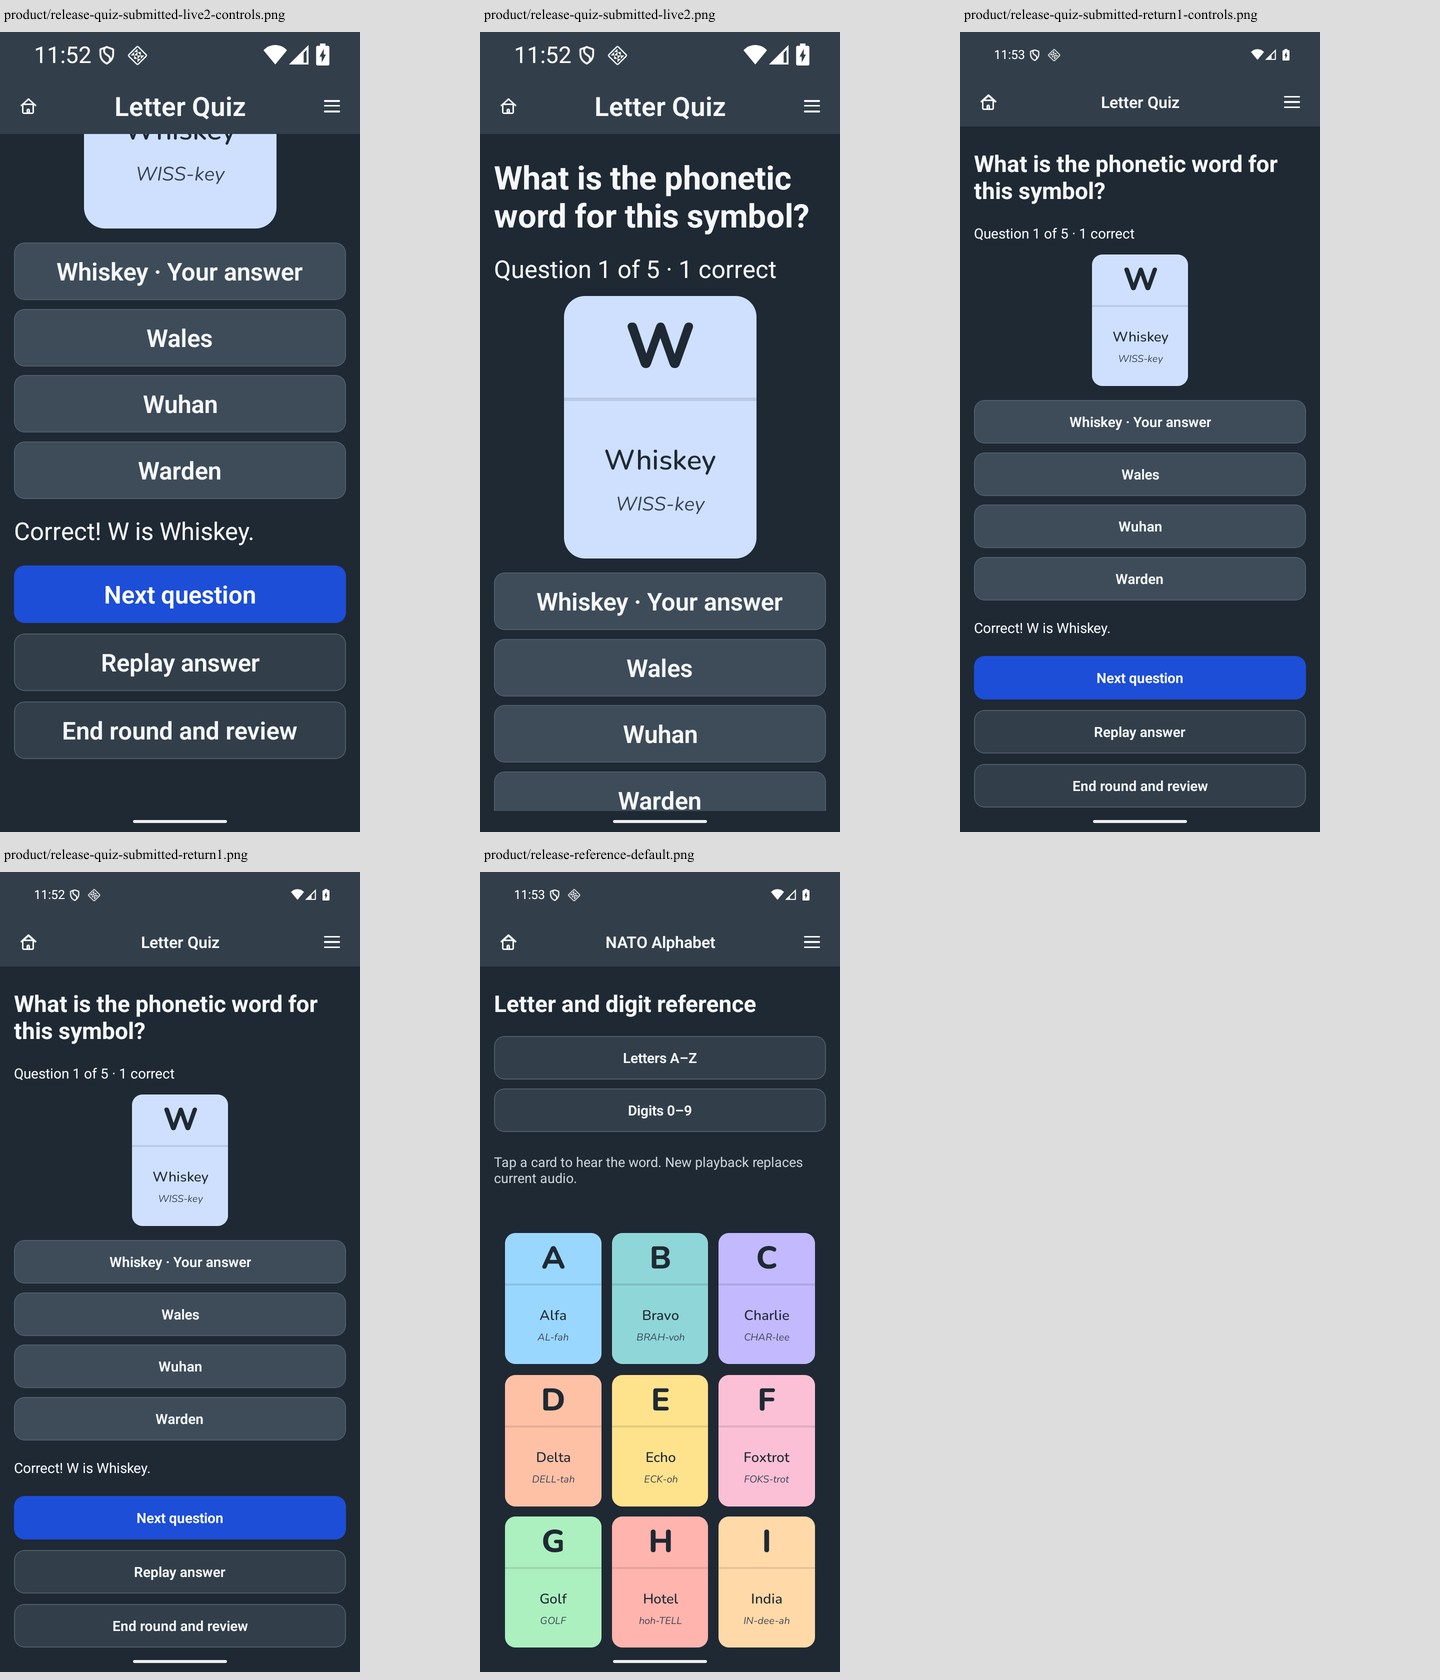 product/release-quiz-submitted-live2-controls.png
11:52
Letter Quiz
Whiskey
WISS-key
Whiskey · Your answer
Wales
Wuhan
Warden
Correct! W is Whiskey.
Next question
Replay answer
End round and review
product/release-quiz-submitted-live2.png
11:52
Letter Quiz
What is the phonetic
word for this symbol?
Question 1 of 5 · 1 correct
W
Whiskey
WISS-key
Whiskey · Your answer
Wales
Wuhan
Warden
product/release-quiz-submitted-return1-controls.png
11:53
Letter Quiz
What is the phonetic word for
this symbol?
Question 1 of 5 · 1 correct
W
Whiskey
WISS-key
Whiskey · Your answer
Wales
Wuhan
Warden
Correct! W is Whiskey.
Next question
Replay answer
End round and review
product/release-quiz-submitted-return1.png
11:52
Letter Quiz
What is the phonetic word for
this symbol?
Question 1 of 5 · 1 correct
W
Whiskey
WISS-key
Whiskey · Your answer
Wales
Wuhan
Warden
Correct! W is Whiskey.
Next question
Replay answer
End round and review
product/release-reference-default.png
11:53
NATO Alphabet
Letter and digit reference
Letters A–Z
Digits 0–9
Tap a card to hear the word. New playback replaces
current audio.
A B C
Alfa Bravo Charlie
AL-fah BRAH-voh CHAR-lee
D E F
Delta Echo Foxtrot
DELL-tah ECK-oh FOKS-trot
G H I
Golf Hotel India
GOLF hoh-TELL IN-dee-ah